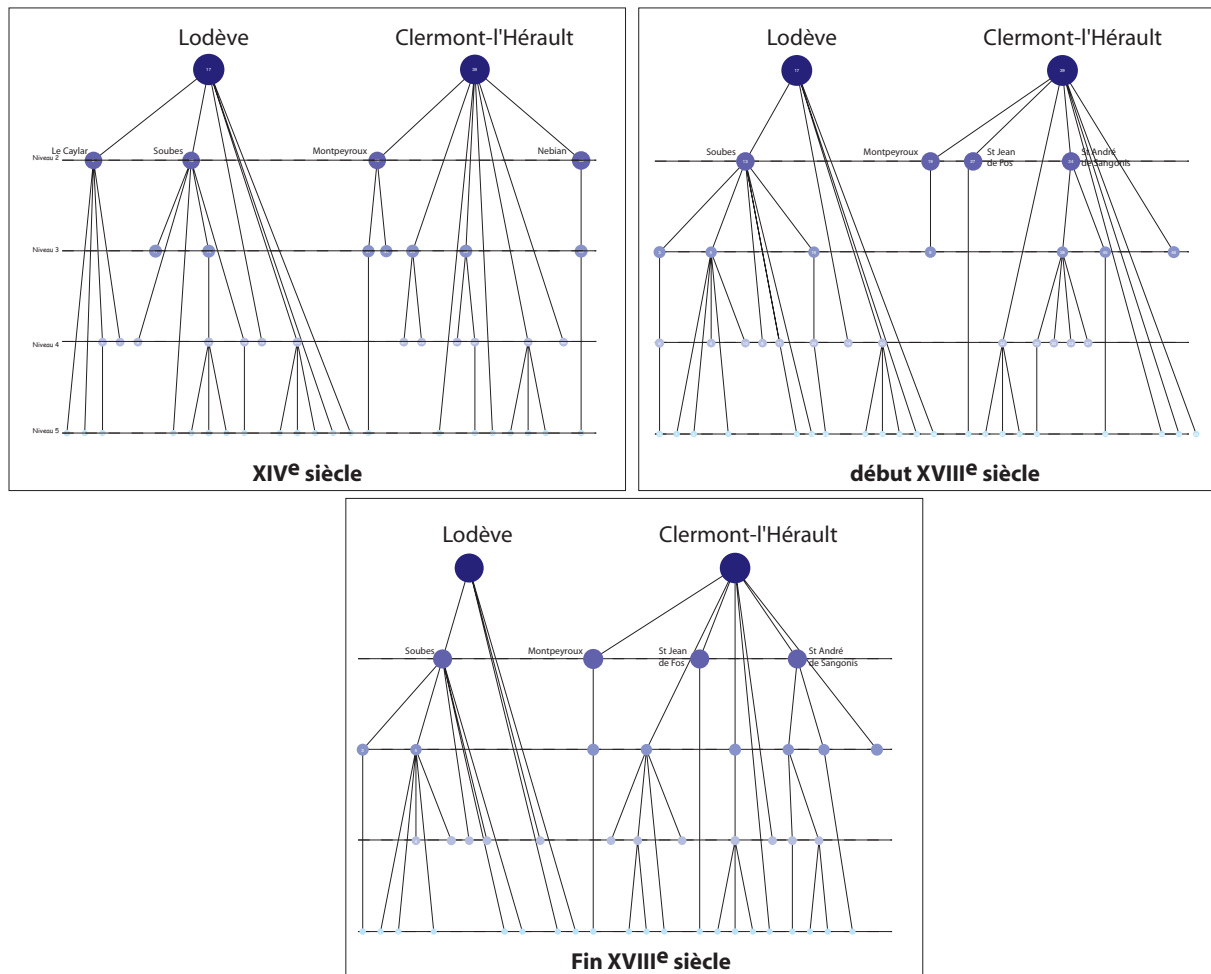 Lodève
Clermont-l'Hérault
17
Niveau 2
Le Caylar
Soubes
Montpeyroux
Nebian
Niveau 3
Niveau 4
Niveau 5
XIVe siècle
Lodève
Clermont-l'Hérault
17
Soubes
Montpeyroux
St Jean
de Fos
St André
de Sangonis
début XVIIIe siècle
Lodève
Clermont-l'Hérault
Soubes
Montpeyroux
St Jean
de Fos
St André
de Sangonis
Fin XVIIIe siècle